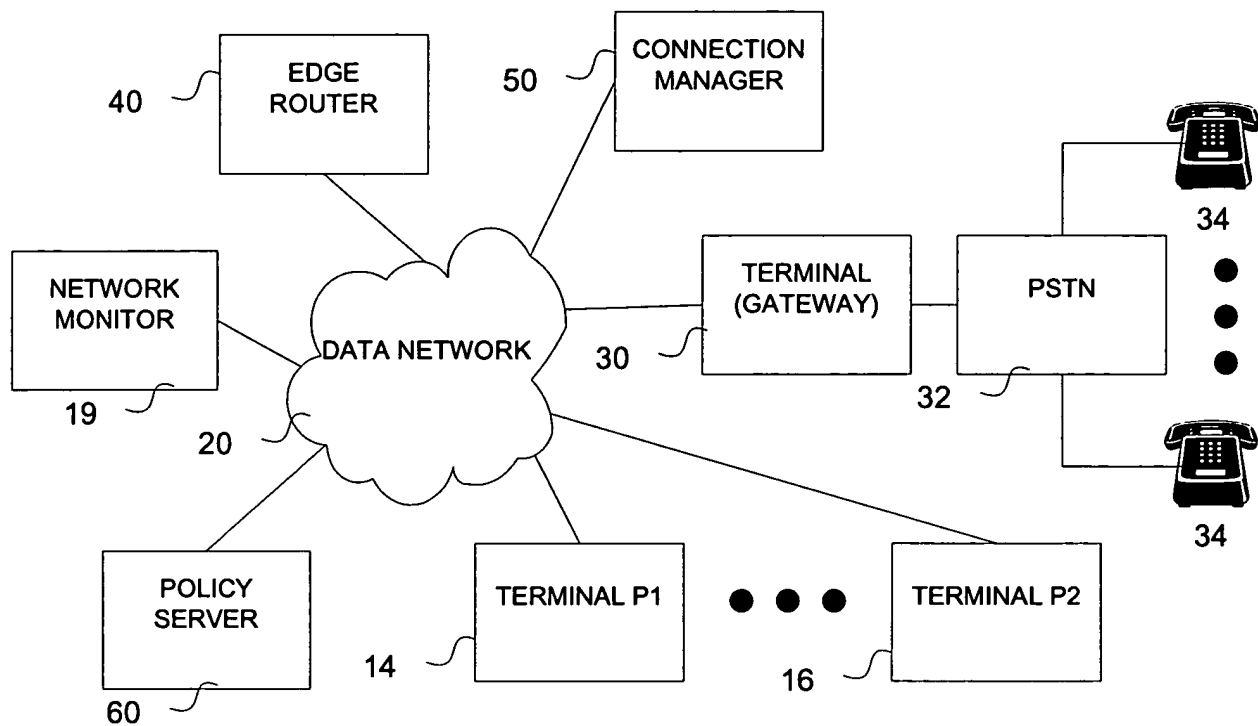 CONNECTION
MANAGER
50
EDGE
ROUTER
40
34
NETWORK
MONITOR
19
DATA NETWORK
20
TERMINAL
(GATEWAY)
30
PSTN
32
34
POLICY
SERVER
60
TERMINAL P1
14
TERMINAL P2
16